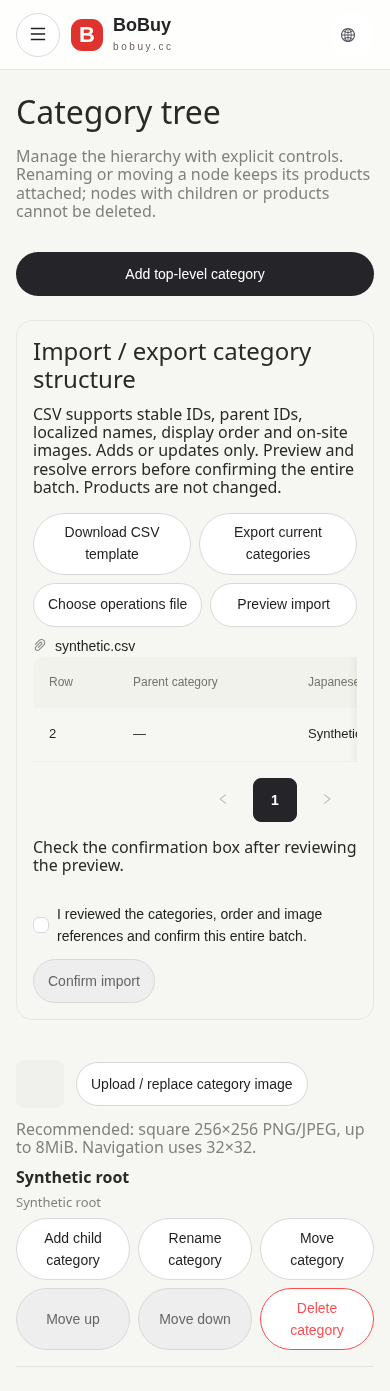 B
BoBuy
bobuy.cc
Category tree
Manage the hierarchy with explicit controls.
Renaming or moving a node keeps its products
attached; nodes with children or products
cannot be deleted.
Add top-level category
Import / export category
structure
CSV supports stable IDs, parent IDs,
localized names, display order and on-site
images. Adds or updates only. Preview and
resolve errors before confirming the entire
batch. Products are not changed.
Download CSV
template
Export current
categories
Choose operations file
Preview import
synthetic.csv
Row Parent category Japanese
2 — Synthetic
1
Check the confirmation box after reviewing
the preview.
I reviewed the categories, order and image
references and confirm this entire batch.
Confirm import
Upload / replace category image
Recommended: square 256×256 PNG/JPEG, up
to 8MiB. Navigation uses 32×32.
Synthetic root
Synthetic root
Add child
category
Rename
category
Move
category
Move up
Move down
Delete
category